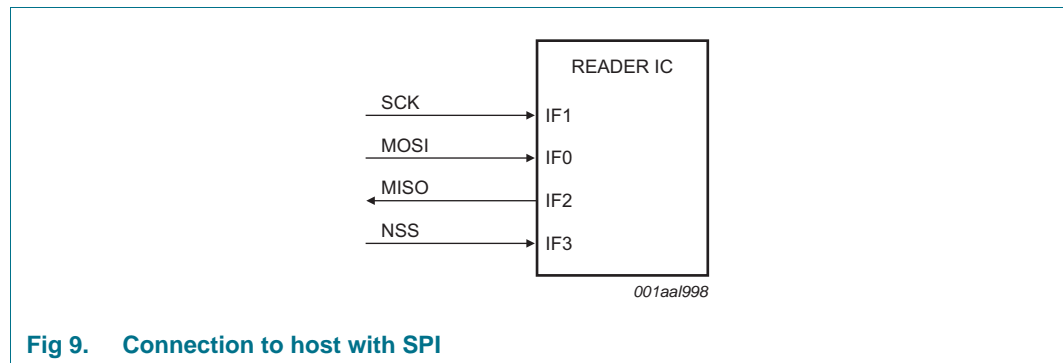 READER IC
SCK
IF1
MOSI
IF0
MISO
IF2
NSS
IF3
001aal998
Fig 9. Connection to host with SPI